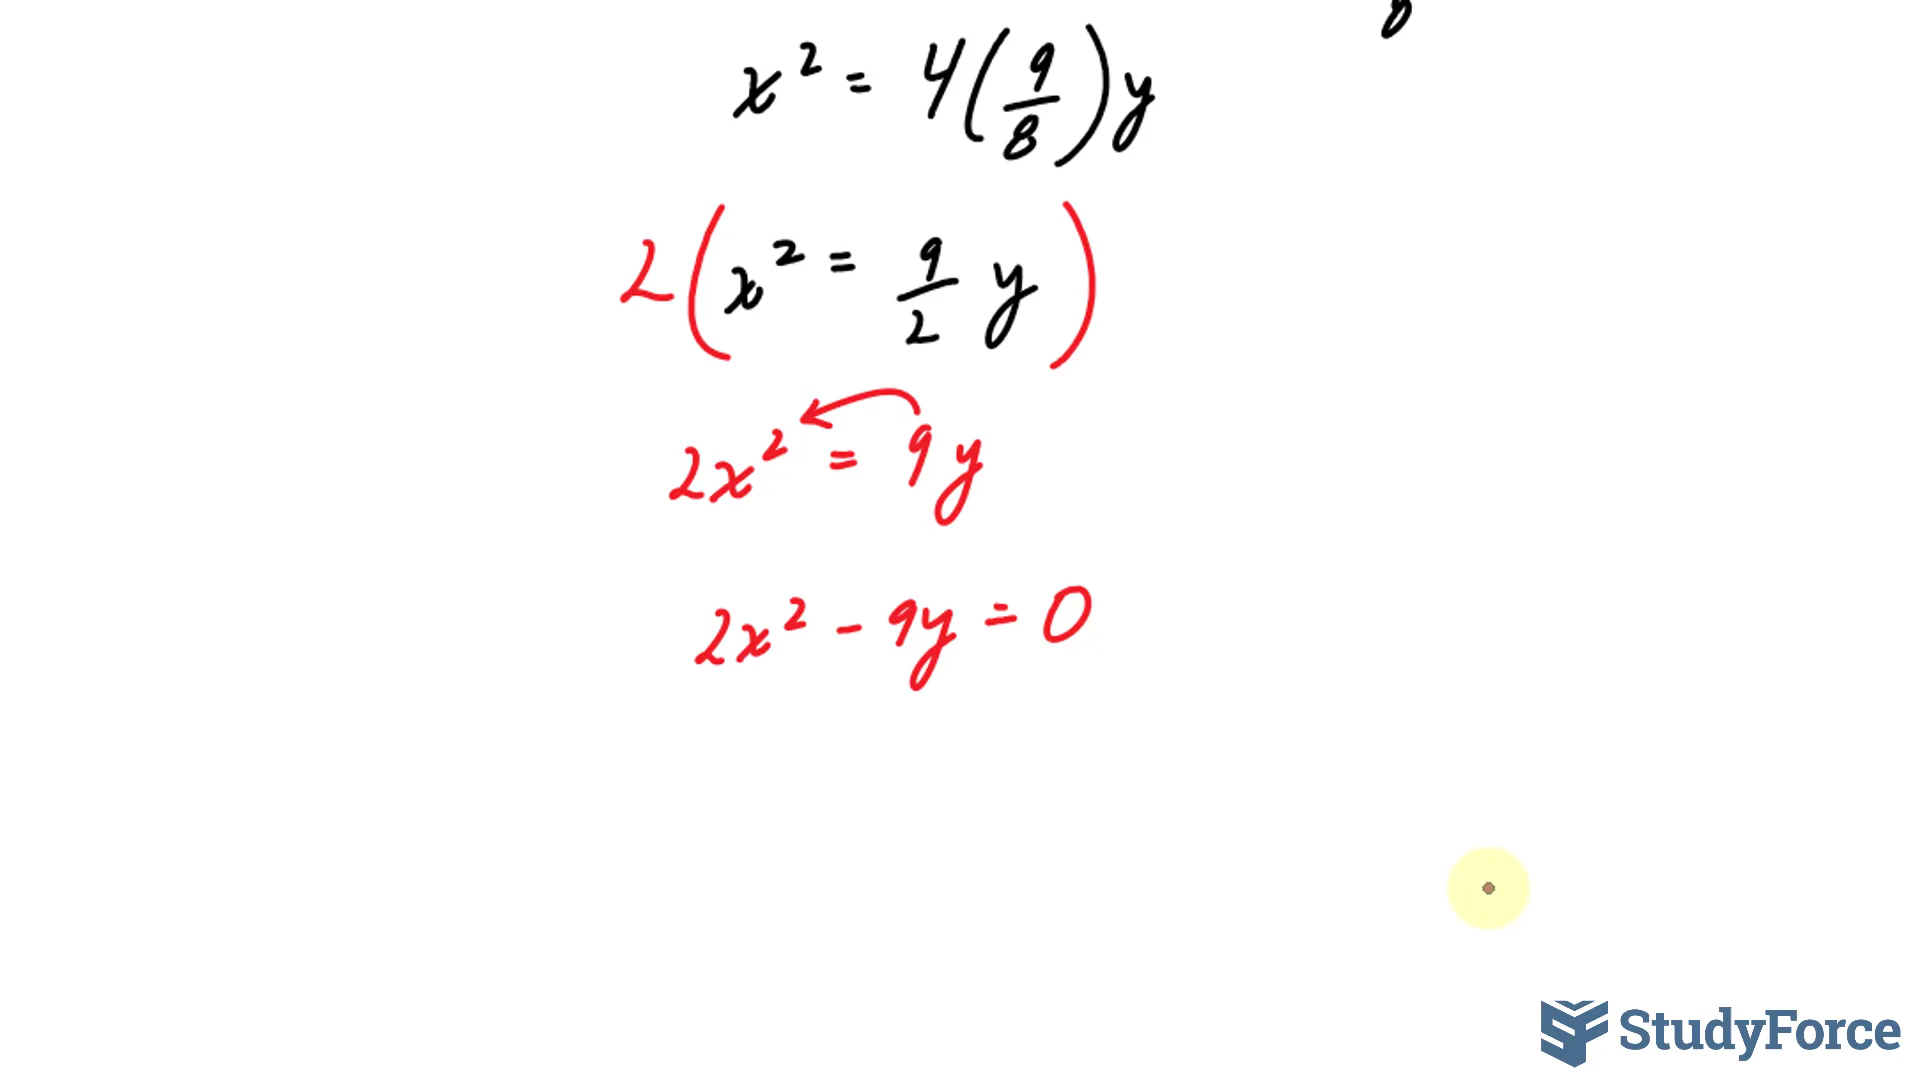 x² = 4(9/8)y
2(x² = 9/2 y)
2x² = 9y
2x² - 9y = 0
StudyForce